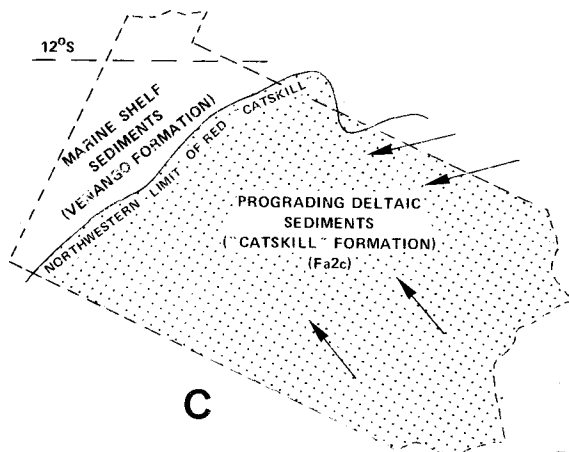 12°S
MARINE SHELF
SEDIMENTS
(VENANGO FORMATION)
NORTHWESTERN LIMIT OF RED CATSKILL
PROGRADING DELTAIC
SEDIMENTS
("CATSKILL" FORMATION)
(Fa2c)
C